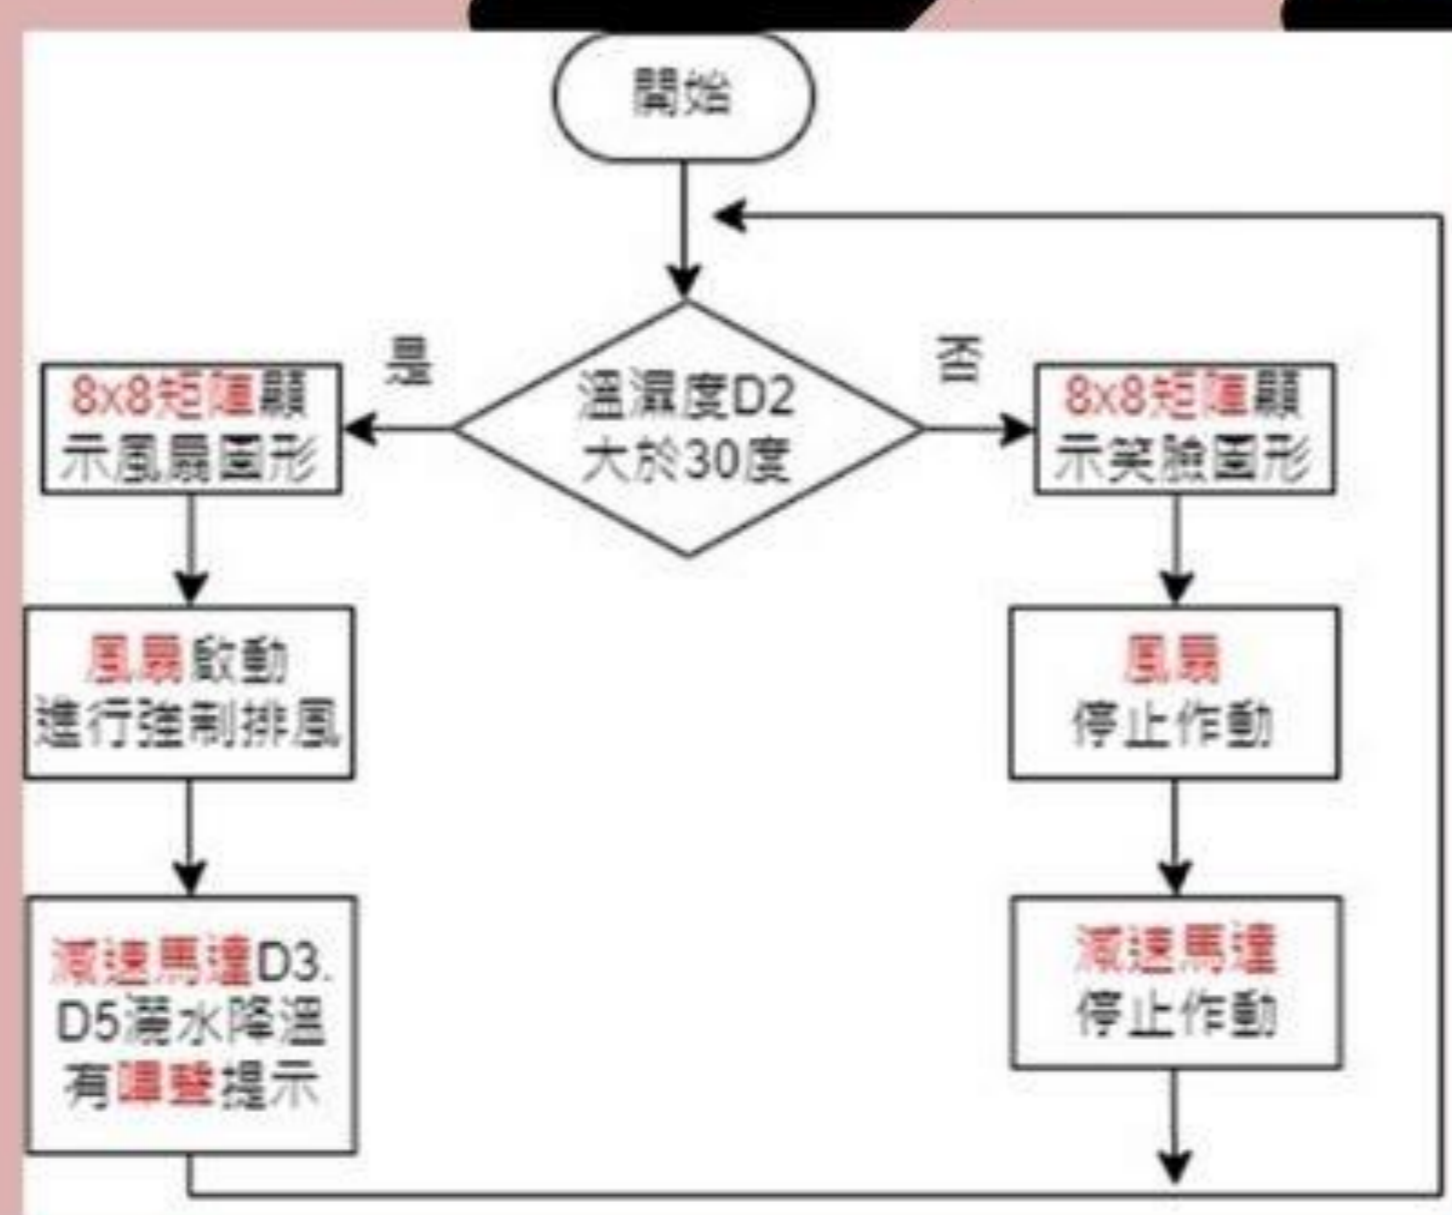 開始
是
否
溫濕度D2
大於30度
8x8矩陣顯
示風扇圖形
8x8矩陣顯
示笑臉圖形
風扇啟動
進行強制排風
風扇
停止作動
減速馬達D3.
D5灑水降溫
有嗶聲提示
減速馬達
停止作動